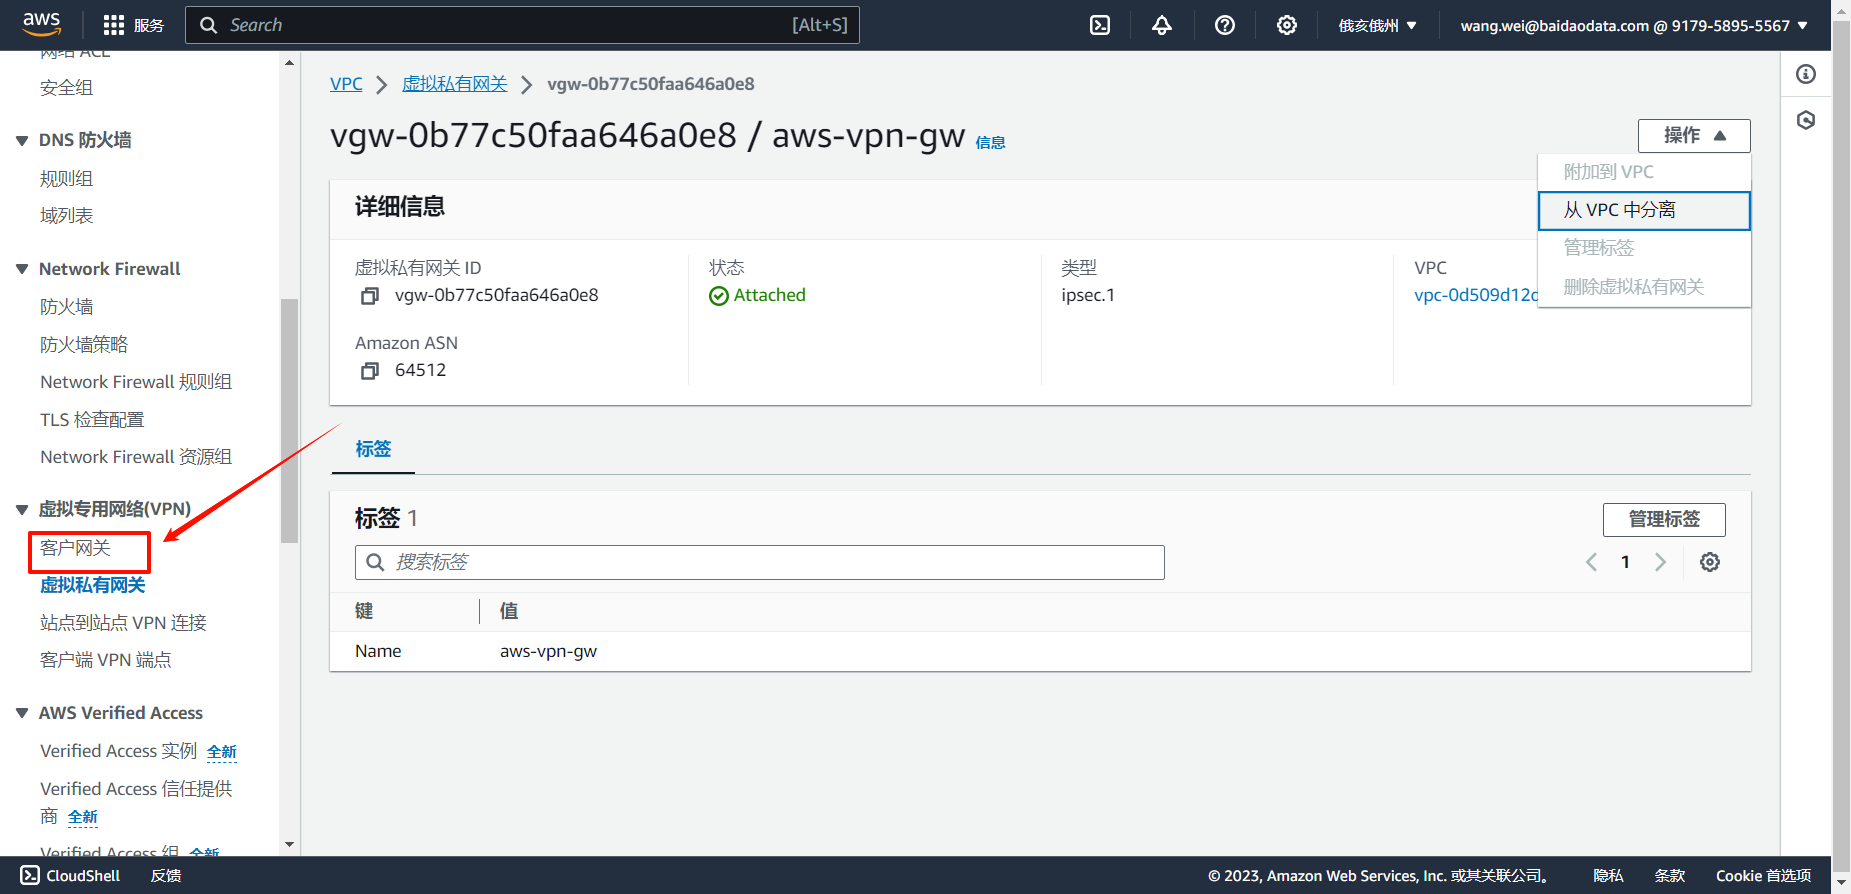 aws
服务
Search
[Alt+S]
俄亥俄州
wang.wei@baidaodata.com @ 9179-5895-5567
网络 ACL
安全组
DNS 防火墙
规则组
域列表
Network Firewall
防火墙
防火墙策略
Network Firewall 规则组
TLS 检查配置
Network Firewall 资源组
虚拟专用网络(VPN)
客户网关
虚拟私有网关
站点到站点 VPN 连接
客户端 VPN 端点
AWS Verified Access
Verified Access 实例 全新
Verified Access 信任提供
商 全新
Verified Access 组 全新
VPC
虚拟私有网关
vgw-0b77c50faa646a0e8
vgw-0b77c50faa646a0e8 / aws-vpn-gw 信息
操作
附加到 VPC
从 VPC 中分离
管理标签
删除虚拟私有网关
详细信息
虚拟私有网关 ID
vgw-0b77c50faa646a0e8
状态
Attached
类型
ipsec.1
VPC
vpc-0d509d12
Amazon ASN
64512
标签
标签 1
管理标签
搜索标签
1
键
值
Name
aws-vpn-gw
CloudShell
反馈
© 2023, Amazon Web Services, Inc. 或其关联公司。
隐私
条款
Cookie 首选项